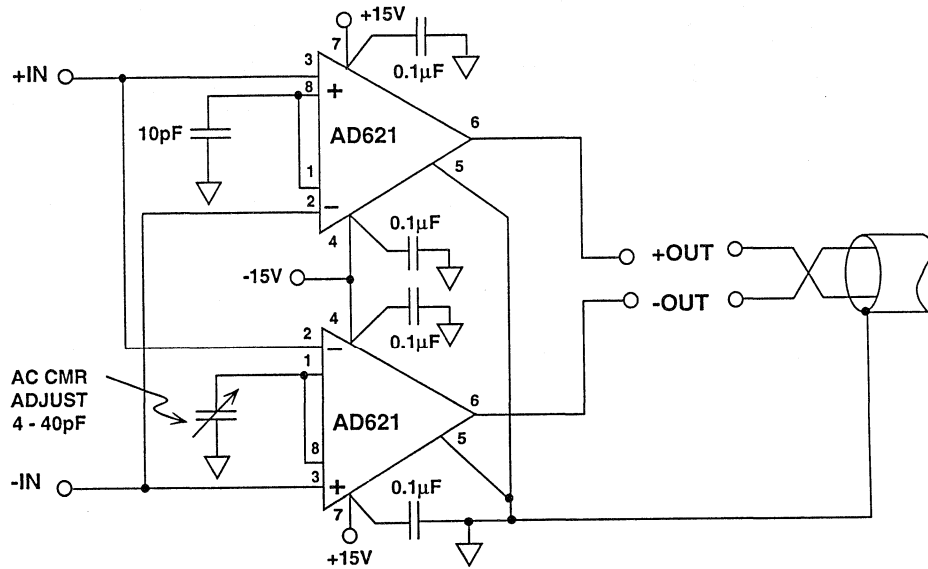 +15V
7
0.1µF
+IN
3
8
+
10pF
AD621
6
1
5
2
−
4
0.1µF
-15V
+OUT
-OUT
4
0.1µF
2
−
1
AC CMR
ADJUST
4 - 40pF
AD621
6
5
8
-IN
3
+
0.1µF
7
+15V